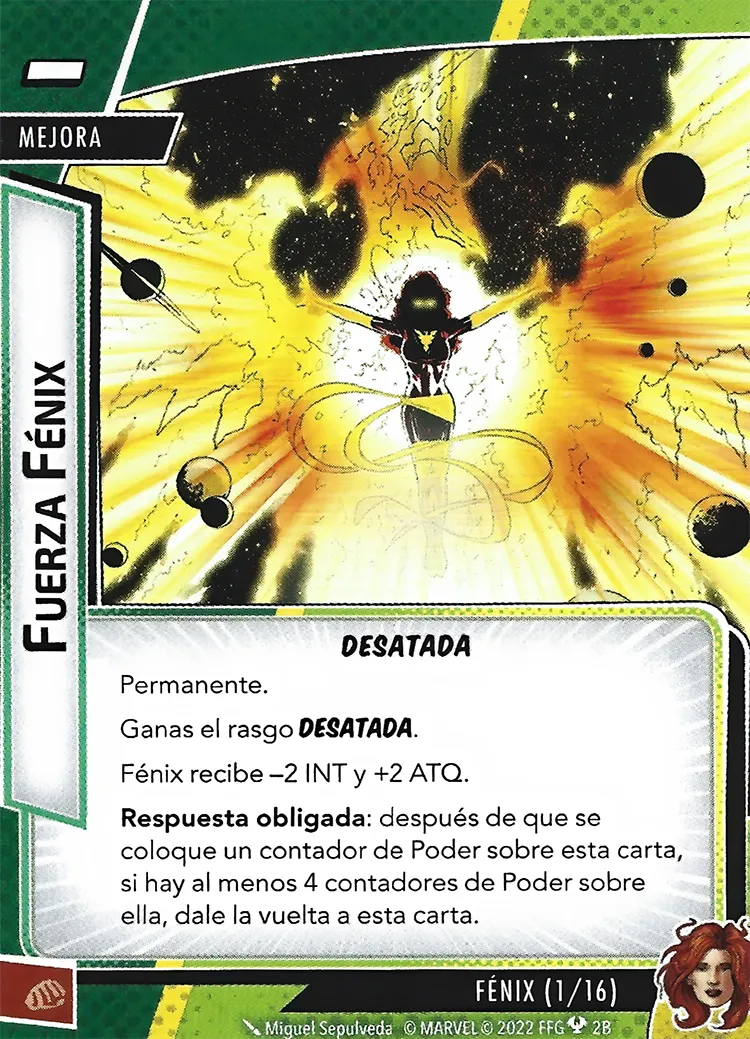 MEJORA
FUERZA FÉNIX
DESATADA
Permanente.
Ganas el rasgo DESATADA.
Fénix recibe –2 INT y +2 ATQ.
Respuesta obligada: después de que se
coloque un contador de Poder sobre esta carta,
si hay al menos 4 contadores de Poder sobre
ella, dale la vuelta a esta carta.
FÉNIX (1/16)
Miguel Sepulveda © MARVEL © 2022 FFG 2B